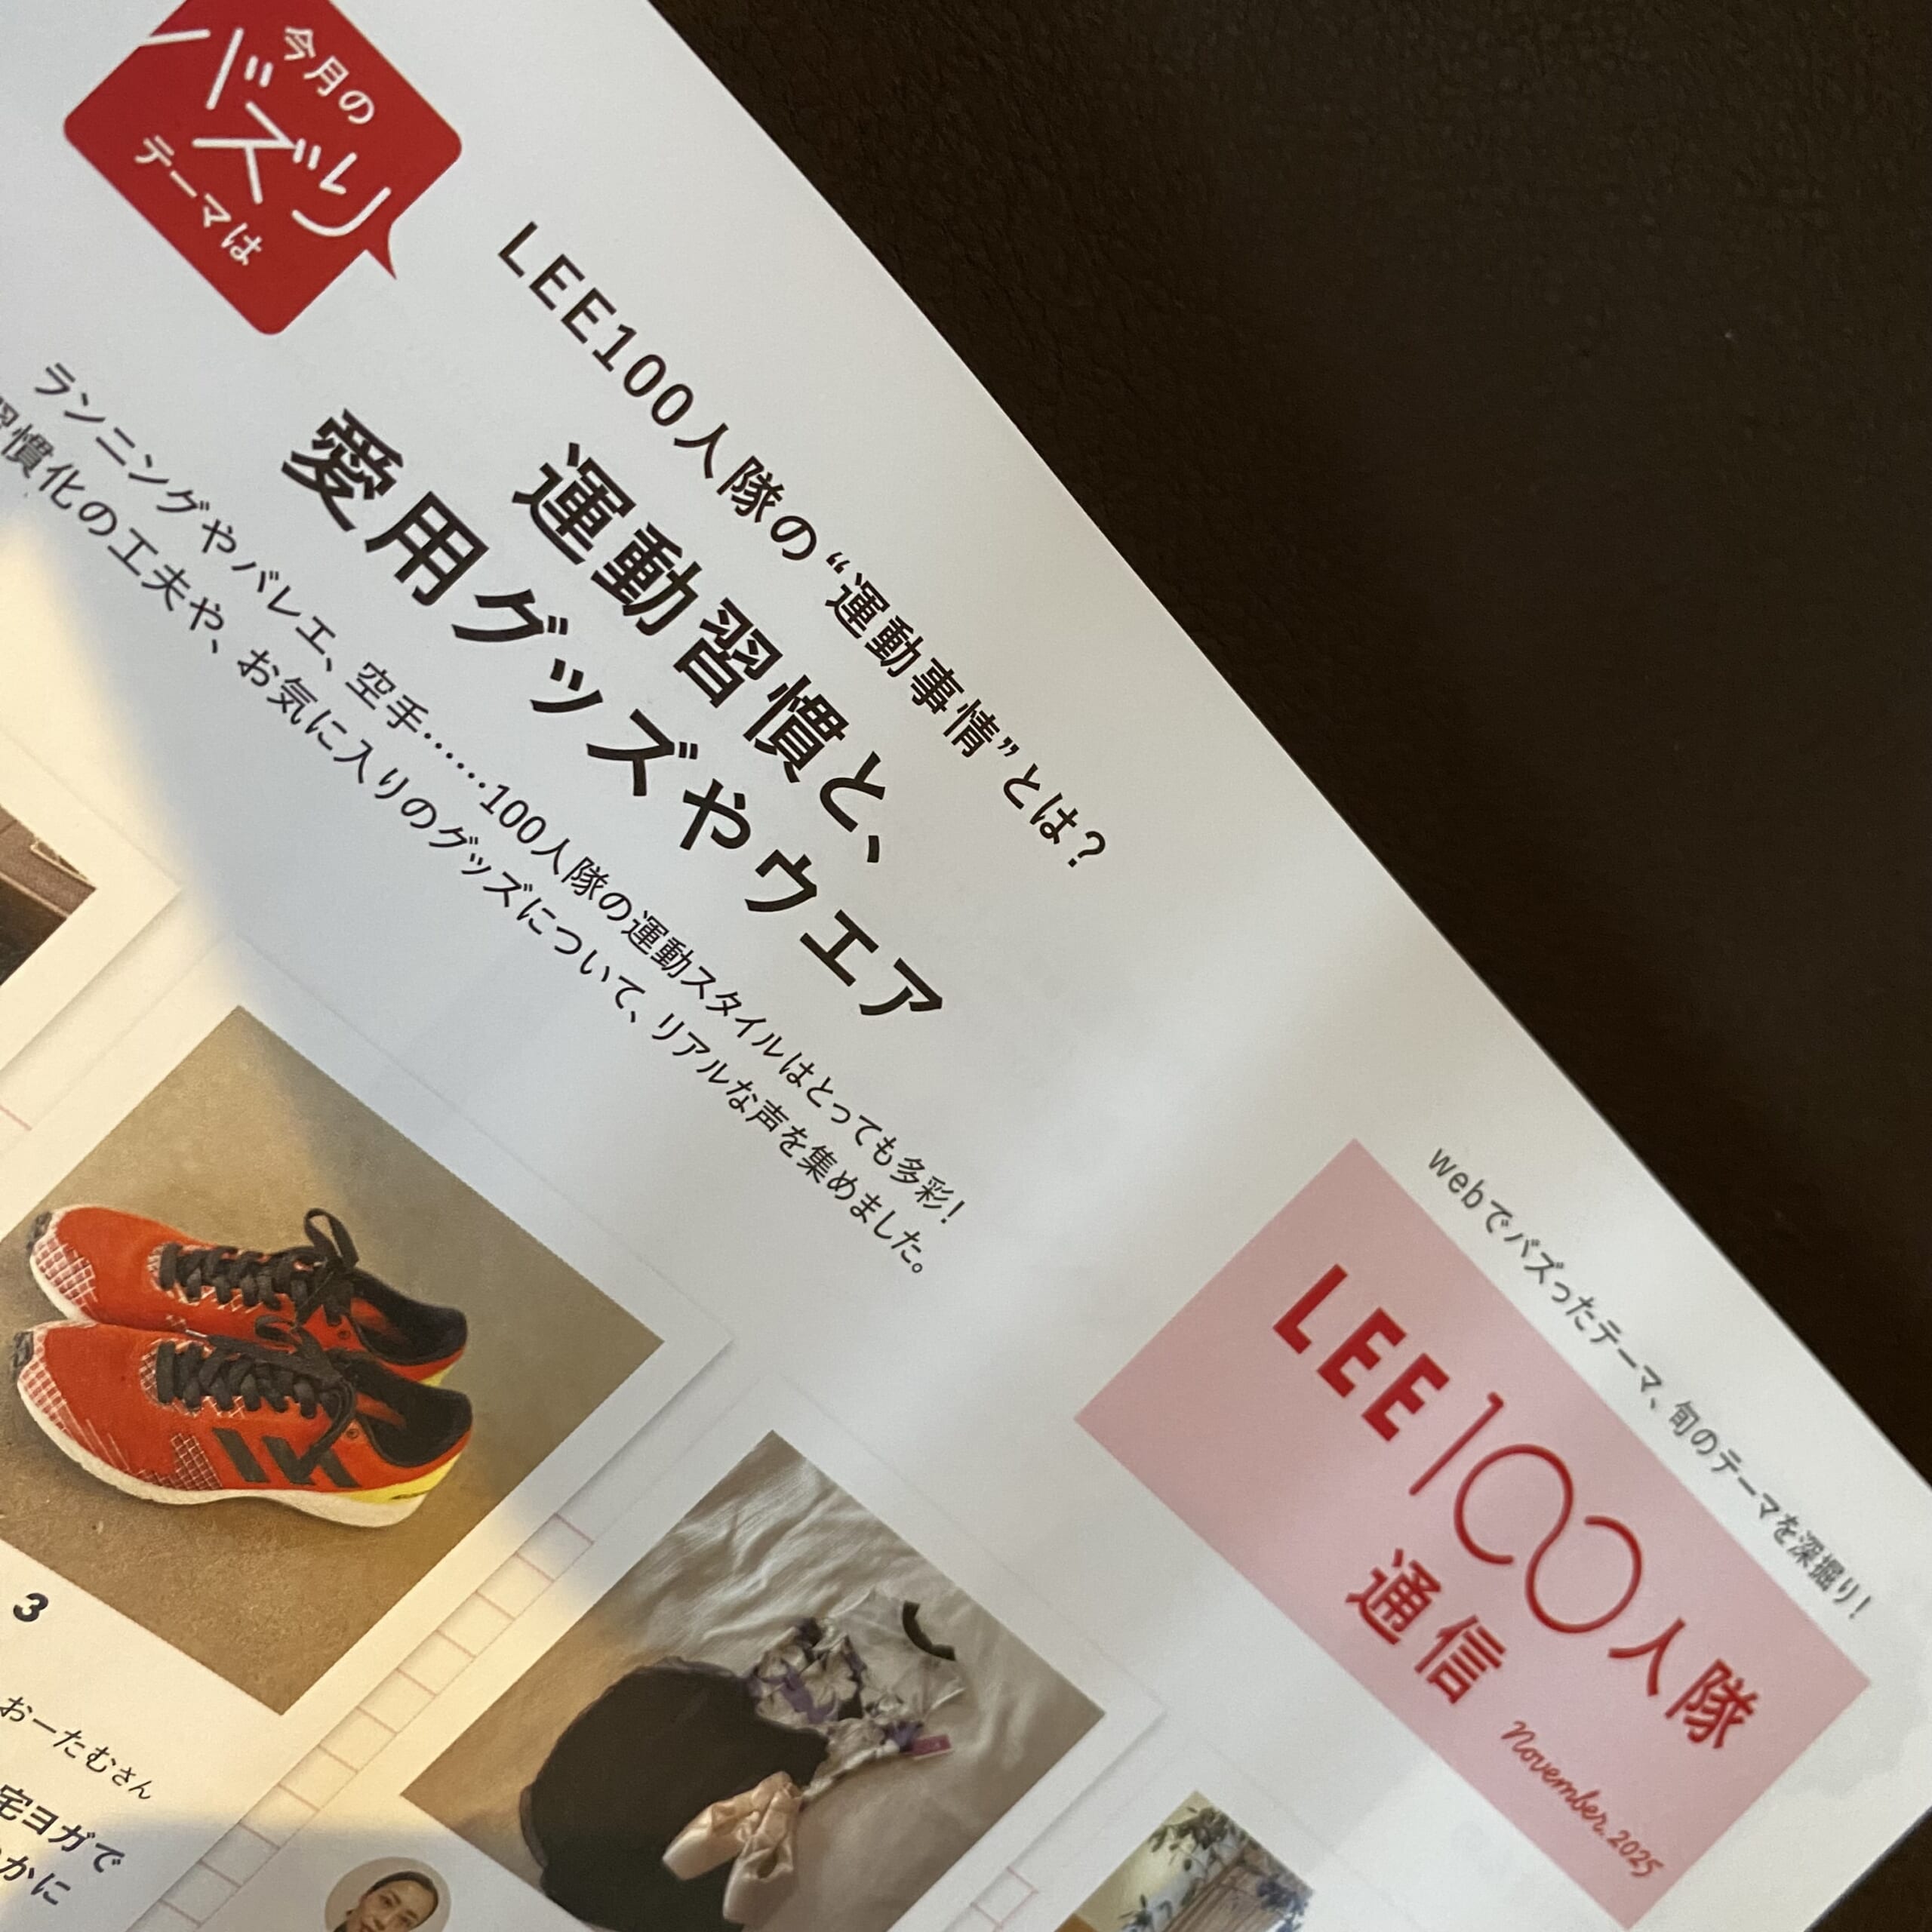 今月の
バズり
テーマは
LEE100人隊の“運動事情”とは？
運動習慣と、
愛用グッズやウエア
ランニングやバレエ、空手……100人隊の運動スタイルはとっても多彩！
習慣化の工夫や、お気に入りのグッズについて、リアルな声を集めました。
webでバズったテーマ、旬のテーマを深掘り！
LEE100人隊
通信
November.2025
3
おーたむさん
宅ヨガで
かに